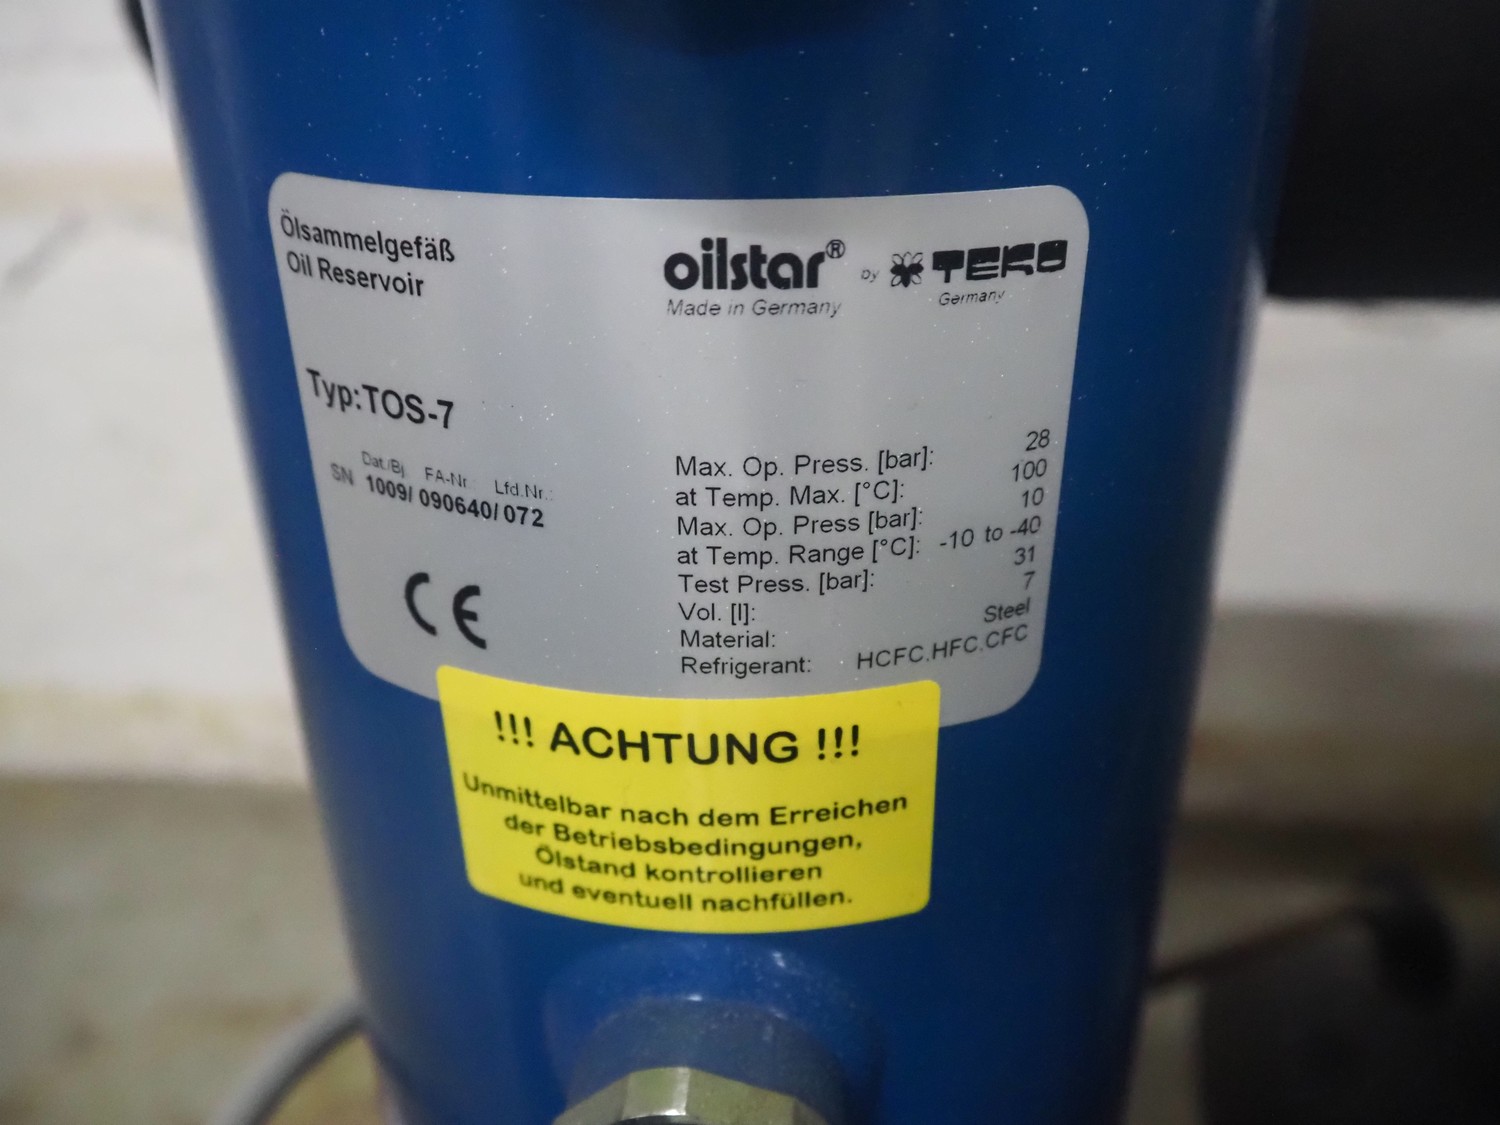 Ölsammelgefäß
Oil Reservoir
oilstar® by TEKO
Made in Germany
Germany
Typ:TOS-7
Dat./Bj. FA-Nr. Lfd.Nr.:
SN 1009/ 090640/ 072
Max. Op. Press. [bar]: 28
at Temp. Max. [°C]: 100
Max. Op. Press [bar]: 10
at Temp. Range [°C]: -10 to -40
Test Press. [bar]: 31
Vol. [l]: 7
Material: Steel
Refrigerant: HCFC.HFC.CFC
CE
!!! ACHTUNG !!!
Unmittelbar nach dem Erreichen
der Betriebsbedingungen,
Ölstand kontrollieren
und eventuell nachfüllen.